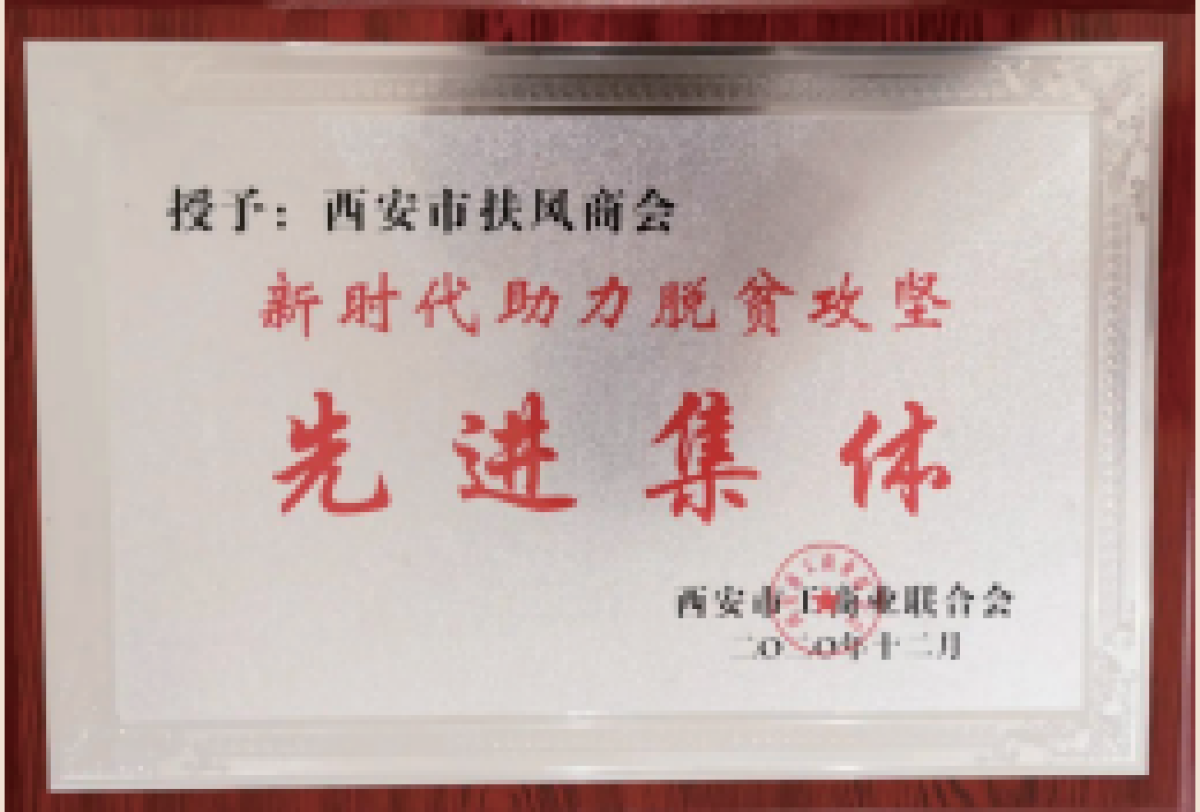 授予：西安市扶风商会
新时代助力脱贫攻坚
先进集体
西安市工商业联合会
二〇二〇年十二月